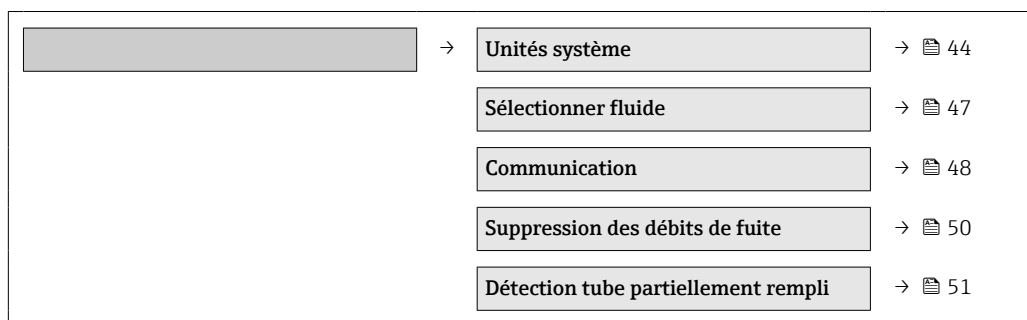 → Unités système → 44
Sélectionner fluide → 47
Communication → 48
Suppression des débits de fuite → 50
Détection tube partiellement rempli → 51